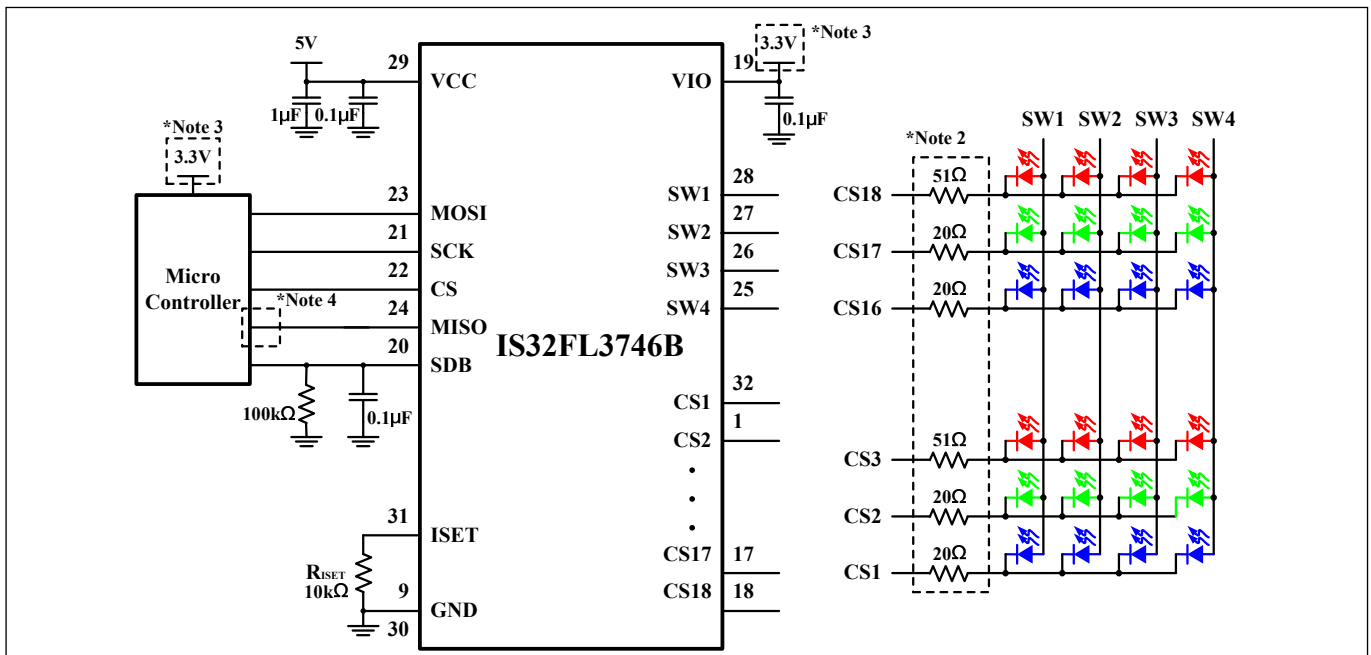 5V
29
VCC
1µF 0.1µF
*Note 3
3.3V
Micro
Controller
23
MOSI
21
SCK
22
CS
*Note 4
24
MISO
20
SDB
100kΩ
0.1µF
31
ISET
RISET
10kΩ
9
GND
30
IS32FL3746B
*Note 3
3.3V
19
VIO
0.1µF
28
SW1
27
SW2
26
SW3
25
SW4
32
CS1
1
CS2
CS17
17
CS18
18
*Note 2
SW1 SW2 SW3 SW4
CS18 51Ω
CS17 20Ω
CS16 20Ω
CS3 51Ω
CS2 20Ω
CS1 20Ω